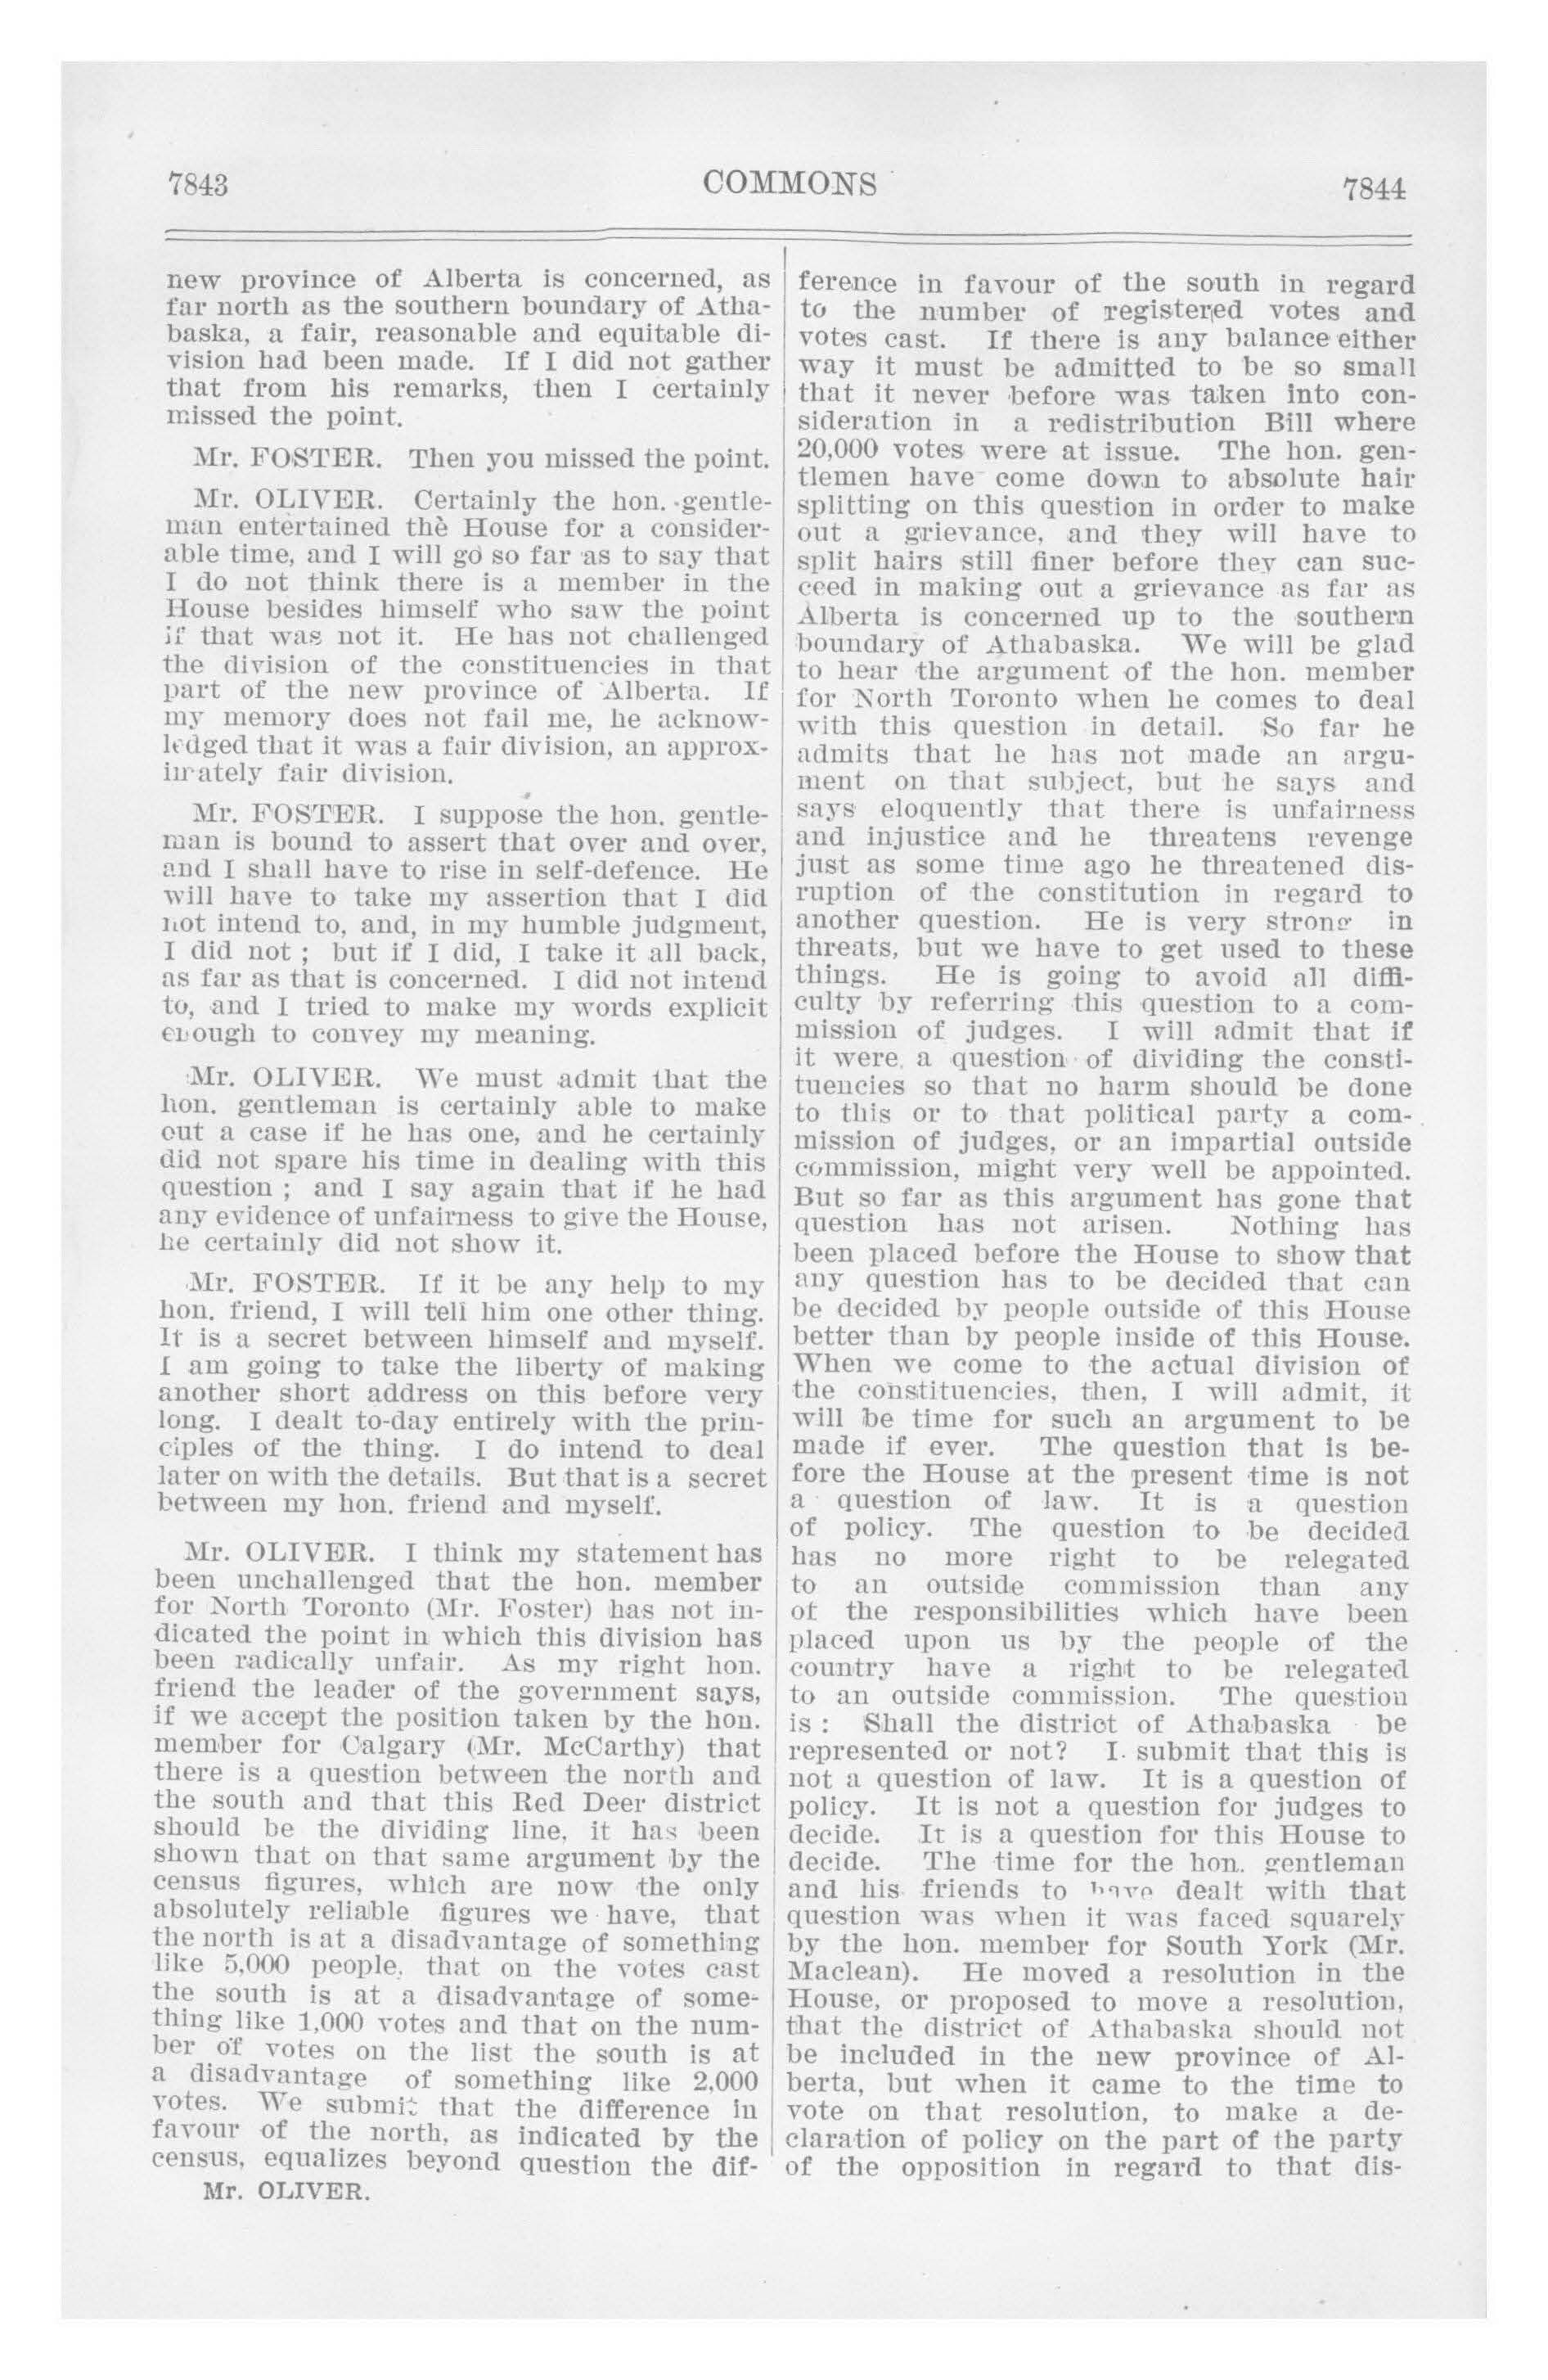 7843
COMMONS
7844
new province of Alberta is concerned, as
far north as the southern boundary of Atha-
baska, a fair, reasonable and equitable di-
vision had been made. If I did not gather
that from his remarks, then I certainly
missed the point.
Mr. FOSTER. Then you missed the point.
Mr. OLIVER. Certainly the hon. gentle-
man entertained the House for a consider-
able time, and I will go so far as to say that
I do not think there is a member in the
House besides himself who saw the point
if that was not it. He has not challenged
the division of the constituencies in that
part of the new province of Alberta. If
my memory does not fail me, he acknow-
ledged that it was a fair division, an approx-
imately fair division.
Mr. FOSTER. I suppose the hon. gentle-
man is bound to assert that over and over,
and I shall have to rise in self-defence. He
will have to take my assertion that I did
not intend to, and, in my humble judgment,
I did not ; but if I did, I take it all back,
as far as that is concerned. I did not intend
to, and I tried to make my words explicit
enough to convey my meaning.
Mr. OLIVER. We must admit that the
hon. gentleman is certainly able to make
out a case if he has one, and he certainly
did not spare his time in dealing with this
question ; and I say again that if he had
any evidence of unfairness to give the House,
he certainly did not show it.
Mr. FOSTER. If it be any help to my
hon. friend, I will tell him one other thing.
It is a secret between himself and myself.
I am going to take the liberty of making
another short address on this before very
long. I dealt to-day entirely with the prin-
ciples of the thing. I do intend to deal
later on with the details. But that is a secret
between my hon. friend and myself.
Mr. OLIVER. I think my statement has
been unchallenged that the hon. member
for North Toronto (Mr. Foster) has not in-
dicated the point in which this division has
been radically unfair. As my right hon.
friend the leader of the government says,
if we accept the position taken by the hon.
member for Calgary (Mr. McCarthy) that
there is a question between the north and
the south and that this Red Deer district
should be the dividing line, it has been
shown that on that same argument by the
census figures, which are now the only
absolutely reliable figures we have, that
the north is at a disadvantage of something
like 5,000 people, that on the votes cast
the south is at a disadvantage of some-
thing like 1,000 votes and that on the num-
ber of votes on the list the south is at
a disadvantage of something like 2,000
votes. We submit that the difference in
favour of the north, as indicated by the
census, equalizes beyond question the dif-
Mr. OLIVER.
ference in favour of the south in regard
to the number of registered votes and
votes cast. If there is any balance either
way it must be admitted to be so small
that it never before was taken into con-
sideration in a redistribution Bill where
20,000 votes were at issue. The hon. gen-
tlemen have come down to absolute hair
splitting on this question in order to make
out a grievance, and they will have to
split hairs still finer before they can suc-
ceed in making out a grievance as far as
Alberta is concerned up to the southern
boundary of Athabaska. We will be glad
to hear the argument of the hon. member
for North Toronto when he comes to deal
with this question in detail. So far he
admits that he has not made an argu-
ment on that subject, but he says and
says eloquently that there is unfairness
and injustice and he threatens revenge
just as some time ago he threatened dis-
ruption of the constitution in regard to
another question. He is very strong in
threats, but we have to get used to these
things. He is going to avoid all diffi-
culty by referring this question to a com-
mission of judges. I will admit that if
it were a question of dividing the consti-
tuencies so that no harm should be done
to this or to that political party a com-
mission of judges, or an impartial outside
commission, might very well be appointed.
But so far as this argument has gone that
question has not arisen. Nothing has
been placed before the House to show that
any question has to be decided that can
be decided by people outside of this House
better than by people inside of this House.
When we come to the actual division of
the constituencies, then, I will admit, it
will be time for such an argument to be
made if ever. The question that is be-
fore the House at the present time is not
a question of law. It is a question
of policy. The question to be decided
has no more right to be relegated
to an outside commission than any
of the responsibilities which have been
placed upon us by the people of the
country have a right to be relegated
to an outside commission. The question
is : Shall the district of Athabaska be
represented or not? I submit that this is
not a question of law. It is a question of
policy. It is not a question for judges to
decide. It is a question for this House to
decide. The time for the hon. gentleman
and his friends to have dealt with that
question was when it was faced squarely
by the hon. member for South York (Mr.
Maclean). He moved a resolution in the
House, or proposed to move a resolution,
that the district of Athabaska should not
be included in the new province of Al-
berta, but when it came to the time to
vote on that resolution, to make a de-
claration of policy on the part of the party
of the opposition in regard to that dis-